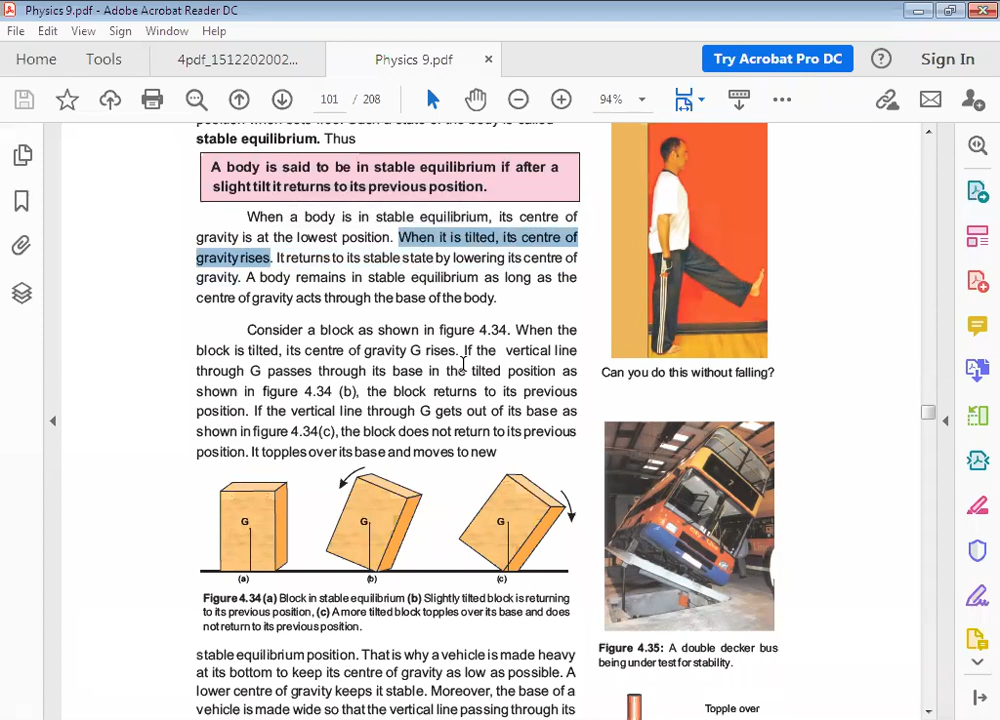 Physics 9.pdf - Adobe Acrobat Reader DC
File Edit View Sign Window Help
Home Tools 4pdf_1512202002... Physics 9.pdf × Try Acrobat Pro DC ? Sign In
101 / 208 94%
stable equilibrium. Thus
A body is said to be in stable equilibrium if after a
slight tilt it returns to its previous position.
When a body is in stable equilibrium, its centre of
gravity is at the lowest position. When it is tilted, its centre of
gravity rises. It returns to its stable state by lowering its centre of
gravity. A body remains in stable equilibrium as long as the
centre of gravity acts through the base of the body.
Consider a block as shown in figure 4.34. When the
block is tilted, its centre of gravity G rises. If the vertical line
through G passes through its base in the tilted position as
shown in figure 4.34 (b), the block returns to its previous
position. If the vertical line through G gets out of its base as
shown in figure 4.34(c), the block does not return to its previous
position. It topples over its base and moves to new
G G G
(a) (b) (c)
Figure 4.34 (a) Block in stable equilibrium (b) Slightly tilted block is returning
to its previous position, (c) A more tilted block topples over its base and does
not return to its previous position.
stable equilibrium position. That is why a vehicle is made heavy
at its bottom to keep its centre of gravity as low as possible. A
lower centre of gravity keeps it stable. Moreover, the base of a
vehicle is made wide so that the vertical line passing through its
Can you do this without falling?
7
Figure 4.35: A double decker bus
being under test for stability.
Topple over